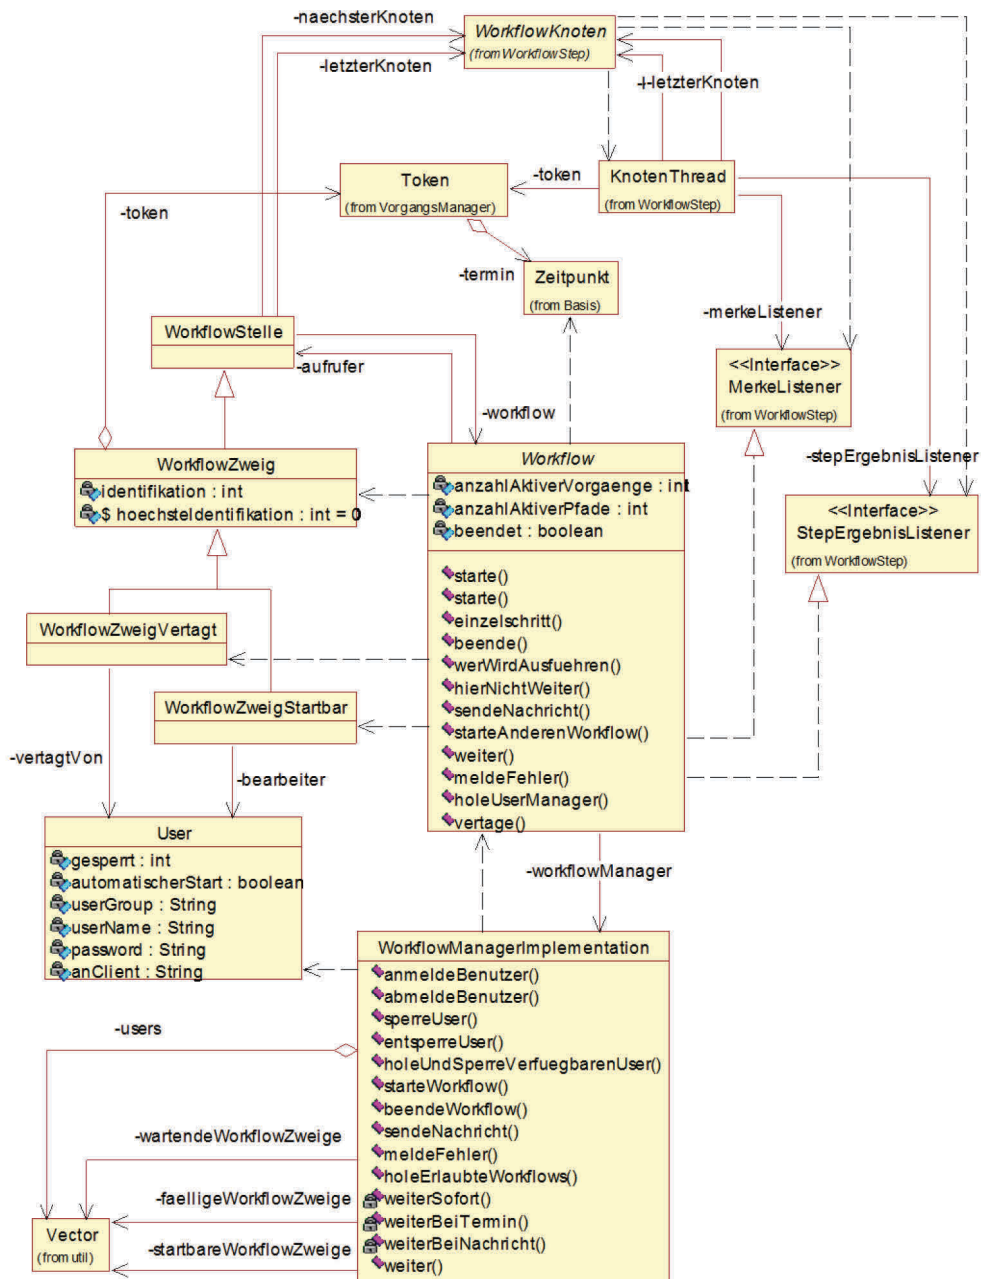 -naechsterKnoten
WorkflowKnoten
(from WorkflowStep)
-letzterKnoten
-letzterKnoten
-token
Token
(from VorgangsManager)
-token
KnotenThread
(from WorkflowStep)
-termin
Zeitpunkt
(from Basis)
-merkeListener
WorkflowStelle
-aufrufer
<<Interface>>
MerkeListener
(from WorkflowStep)
-workflow
-stepErgebnisListener
WorkflowZweig
identifikation : int
$ hoechsteIdentifikation : int = 0
Workflow
anzahlAktiverVorgaenge : int
anzahlAktiverPfade : int
beendet : boolean
starte()
starte()
einzelschritt()
beende()
werWirdAusfuehren()
hierNichtWeiter()
sendeNachricht()
starteAnderenWorkflow()
weiter()
meldeFehler()
holeUserManager()
vertage()
<<Interface>>
StepErgebnisListener
(from WorkflowStep)
WorkflowZweigVertagt
WorkflowZweigStartbar
-vertagtVon
-bearbeiter
User
gesperrt : int
automatischerStart : boolean
userGroup : String
userName : String
password : String
anClient : String
-workflowManager
WorkflowManagerImplementation
anmeldeBenutzer()
abmeldeBenutzer()
sperreUser()
entsperreUser()
holeUndSperreVerfuegbarenUser()
starteWorkflow()
beendeWorkflow()
sendeNachricht()
meldeFehler()
holeErlaubteWorkflows()
weiterSofort()
weiterBeiTermin()
weiterBeiNachricht()
weiter()
-users
-wartendeWorkflowZweige
-faelligeWorkflowZweige
-startbareWorkflowZweige
Vector
(from util)